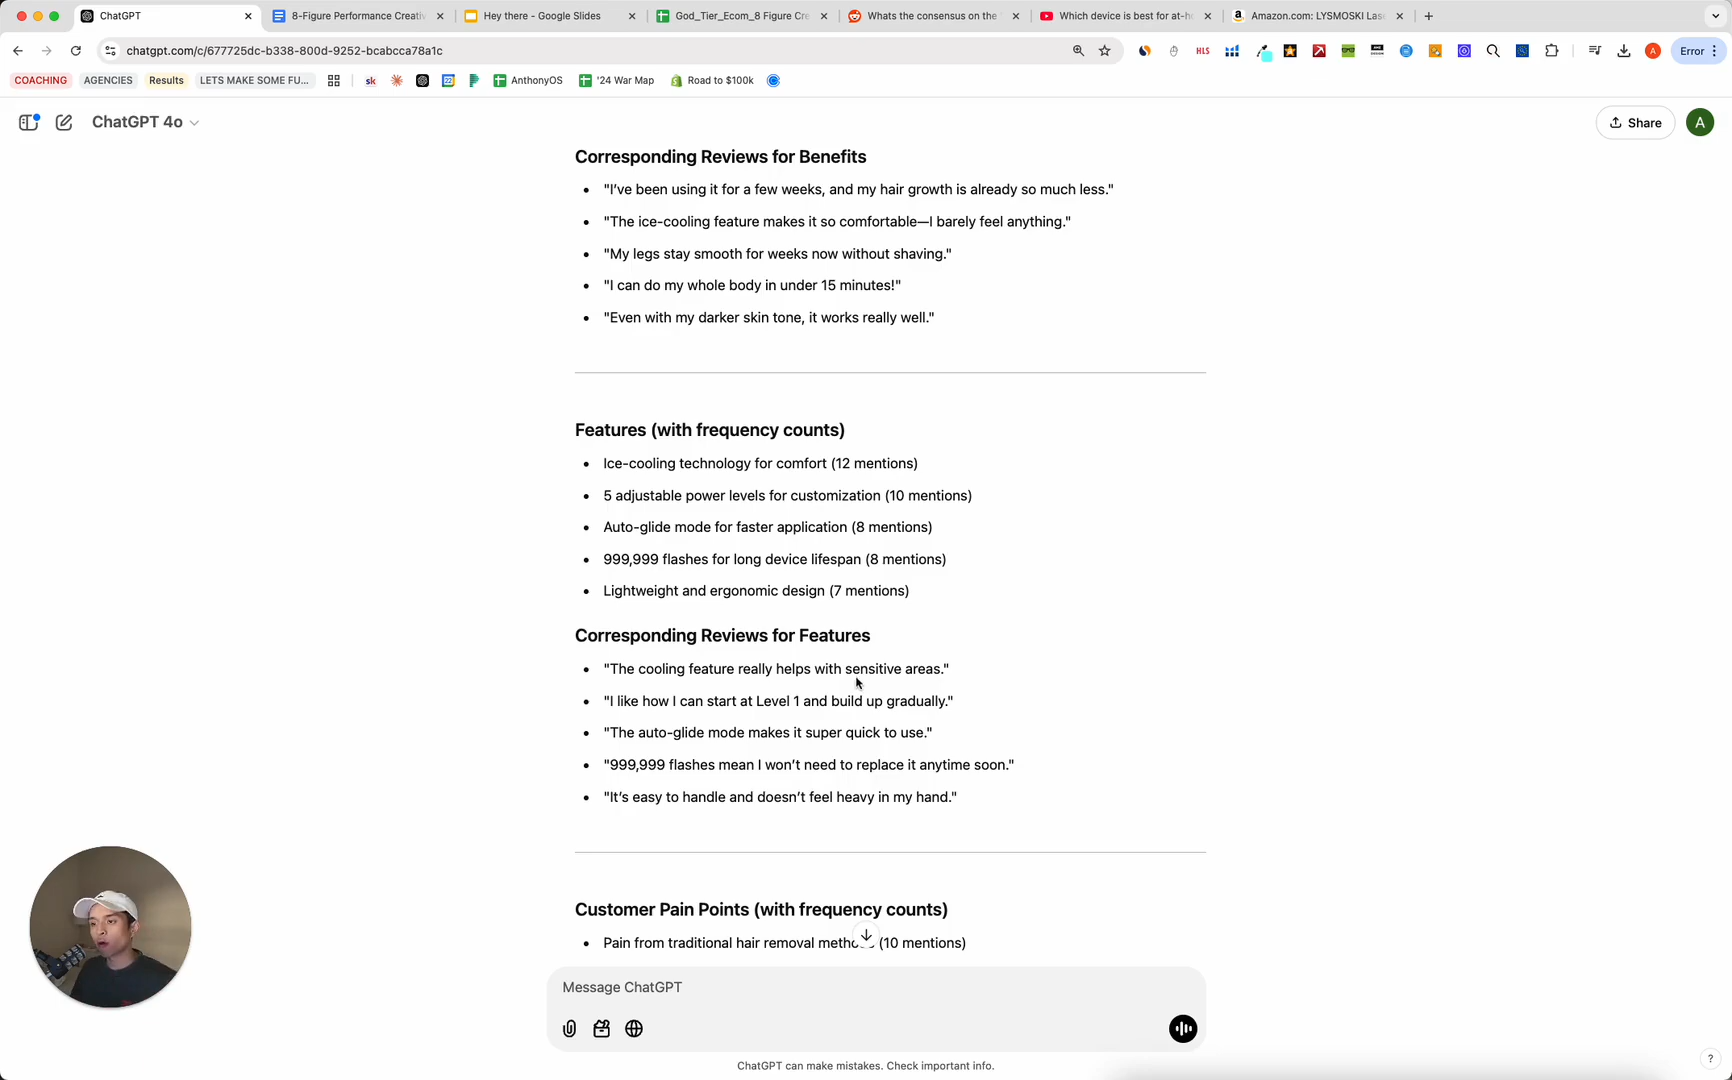 ChatGPT
8-Figure Performance Creativ
Hey there - Google Slides
God_Tier_Ecom_8 Figure Cre
Whats the consensus on the
Which device is best for at-ho
Amazon.com: LYSMOSKI Las
chatgpt.com/c/677725dc-b338-800d-9252-bcabcca78a1c
HLS
A
Error
COACHING
AGENCIES
Results
LETS MAKE SOME FU...
sk
AnthonyOS
'24 War Map
Road to $100k
ChatGPT 4o
Share
A
Corresponding Reviews for Benefits
• "I've been using it for a few weeks, and my hair growth is already so much less."
• "The ice-cooling feature makes it so comfortable—I barely feel anything."
• "My legs stay smooth for weeks now without shaving."
• "I can do my whole body in under 15 minutes!"
• "Even with my darker skin tone, it works really well."
Features (with frequency counts)
• Ice-cooling technology for comfort (12 mentions)
• 5 adjustable power levels for customization (10 mentions)
• Auto-glide mode for faster application (8 mentions)
• 999,999 flashes for long device lifespan (8 mentions)
• Lightweight and ergonomic design (7 mentions)
Corresponding Reviews for Features
• "The cooling feature really helps with sensitive areas."
• "I like how I can start at Level 1 and build up gradually."
• "The auto-glide mode makes it super quick to use."
• "999,999 flashes mean I won't need to replace it anytime soon."
• "It's easy to handle and doesn't feel heavy in my hand."
Customer Pain Points (with frequency counts)
• Pain from traditional hair removal (10 mentions)
Message ChatGPT
ChatGPT can make mistakes. Check important info.
?